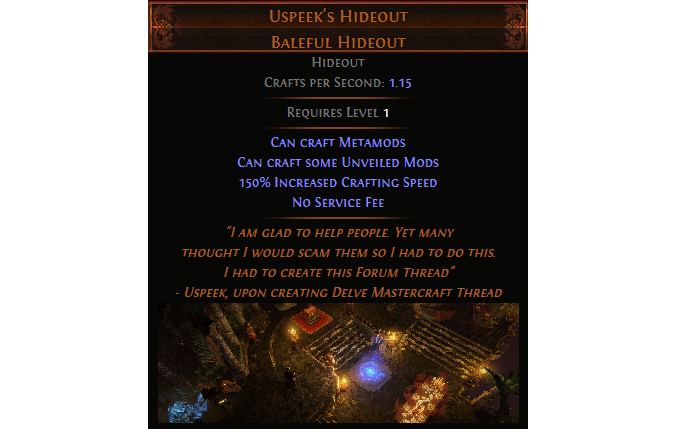 Uspeek's Hideout
Baleful Hideout
Hideout
Crafts per Second: 1.15
Requires Level 1
Can craft Metamods
Can craft some Unveiled Mods
150% Increased Crafting Speed
No Service Fee
"I am glad to help people. Yet many
thought I would scam them so I had to do this.
I had to create this Forum Thread"
- Uspeek, upon creating Delve Mastercraft Thread